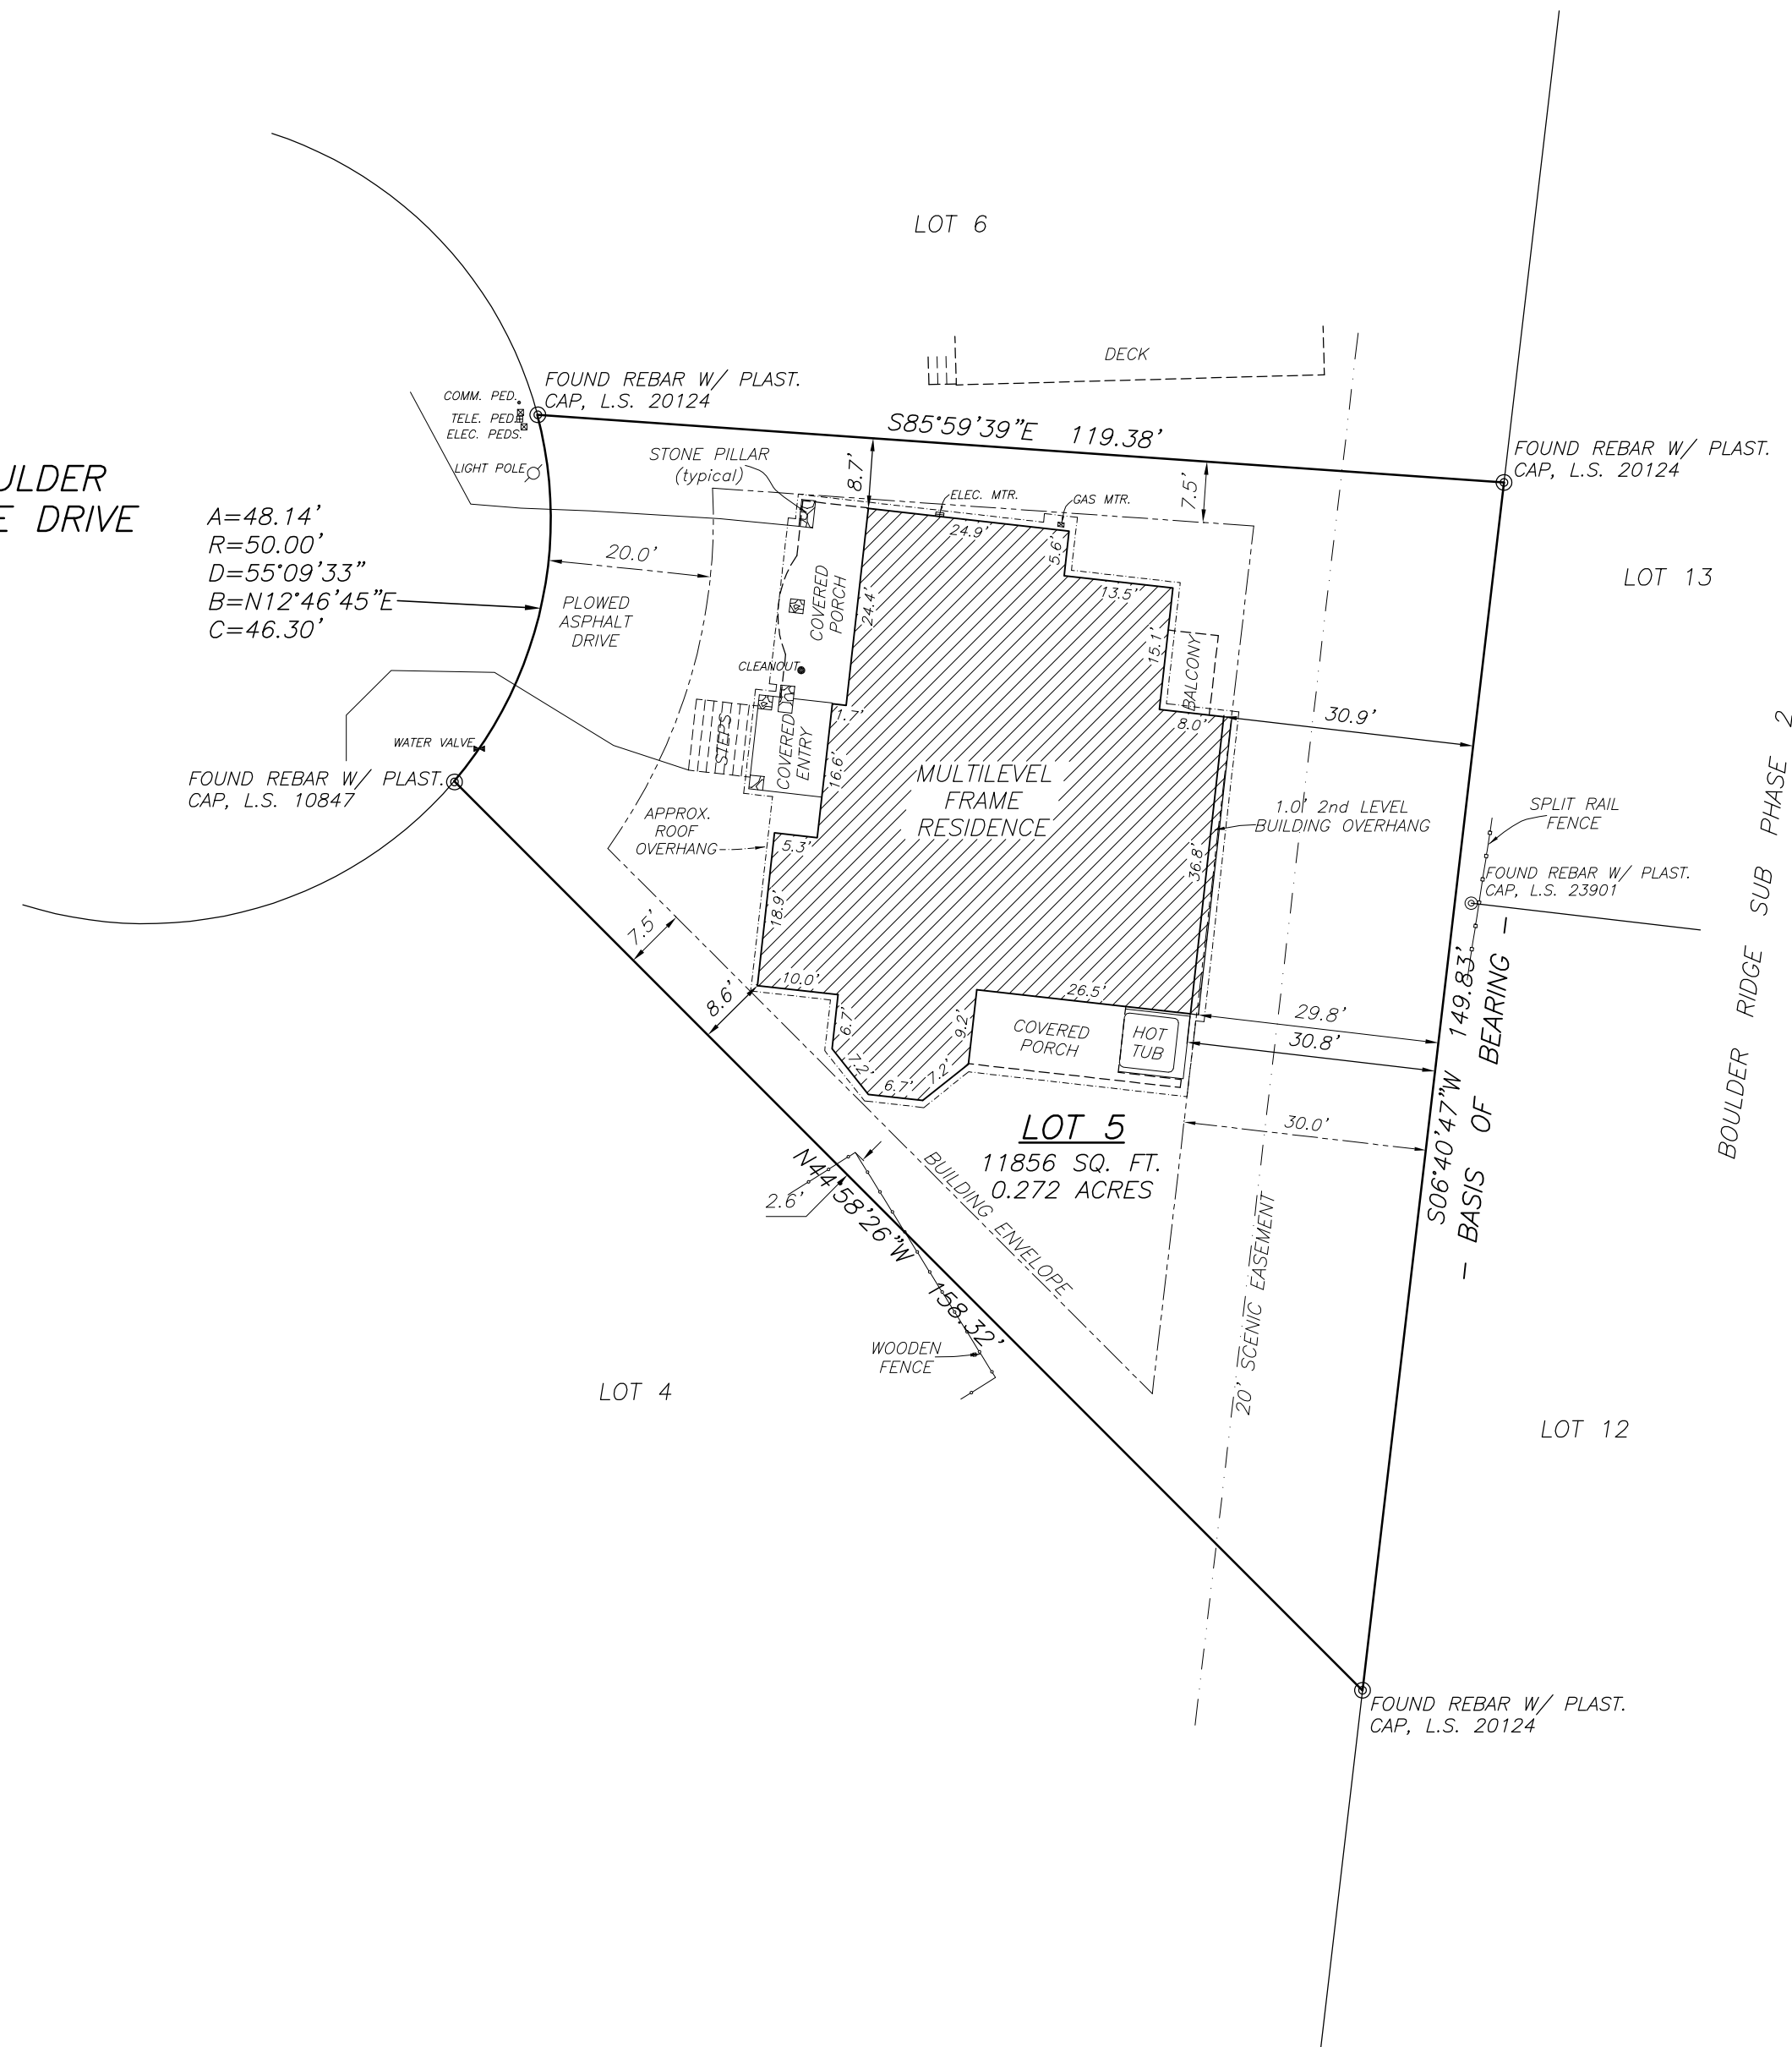 LOT 6
DECK
FOUND REBAR W/ PLAST.
CAP, L.S. 20124
COMM. PED.
TELE. PED.
ELEC. PEDS.
LIGHT POLE
S85°59'39"E 119.38'
FOUND REBAR W/ PLAST.
CAP, L.S. 20124
STONE PILLAR
(typical)
8.7'
7.5'
ELEC. MTR.
GAS MTR.
24.9'
5.6'
13.5'
ULDER
E DRIVE
A=48.14'
R=50.00'
D=55°09'33"
B=N12°46'45"E
C=46.30'
20.0'
PLOWED
ASPHALT
DRIVE
COVERED
PORCH
24.4'
LOT 13
15.1'
BALCONY
CLEANOUT
1.7'
8.0'
30.9'
STEPS
COVERED
ENTRY
16.6'
WATER VALVE
FOUND REBAR W/ PLAST.
CAP, L.S. 10847
MULTILEVEL
FRAME
RESIDENCE
APPROX.
ROOF
OVERHANG
5.3'
18.9'
36.8'
1.0' 2nd LEVEL
BUILDING OVERHANG
SPLIT RAIL
FENCE
FOUND REBAR W/ PLAST.
CAP, L.S. 23901
BOULDER RIDGE SUB PHASE 2
7.5'
8.6'
10.0'
6.7'
7.2'
6.7'
7.2'
9.2'
26.5'
COVERED
PORCH
HOT
TUB
29.8'
30.8'
30.0'
S06°40'47"W 149.83'
- BASIS OF BEARING -
LOT 5
11856 SQ. FT.
0.272 ACRES
2.6'
N44°58'26"W 158.32'
BUILDING ENVELOPE
20' SCENIC EASEMENT
WOODEN
FENCE
LOT 4
LOT 12
FOUND REBAR W/ PLAST.
CAP, L.S. 20124